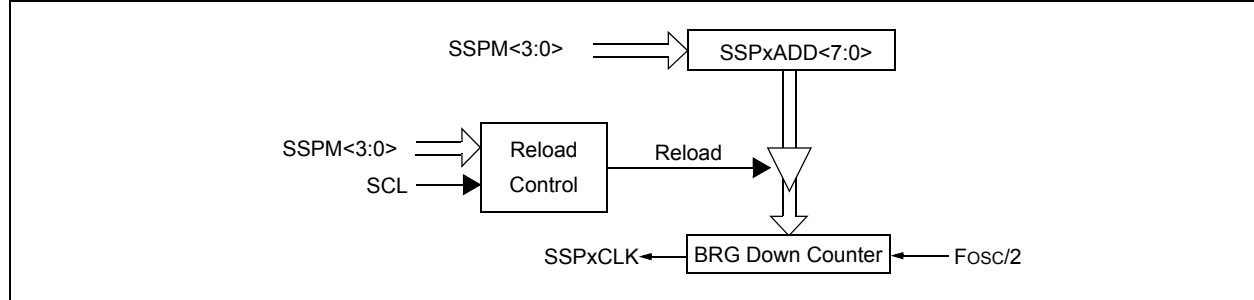 SSPM<3:0>
SSPxADD<7:0>
SSPM<3:0>
SCL
Reload
Control
Reload
SSPxCLK
BRG Down Counter
FOSC/2